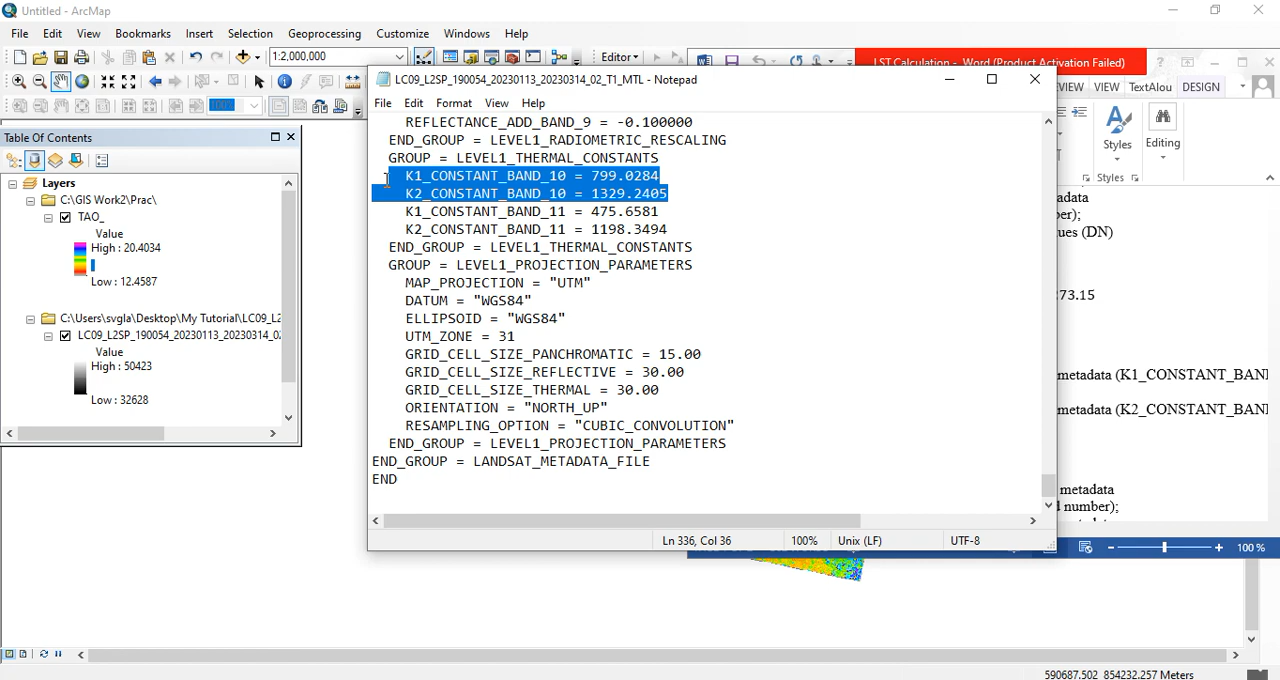 Untitled - ArcMap
File Edit View Bookmarks Insert Selection Geoprocessing Customize Windows Help
1:2,000,000
Editor
LST Calculation - Word (Product Activation Failed)
VIEW TextAlou DESIGN
Styles
Editing
Styles
Table Of Contents
Layers
C:\GIS Work2\Prac\
TAO_
Value
High : 20.4034
Low : 12.4587
C:\Users\svgla\Desktop\My Tutorial\LC09_L2
LC09_L2SP_190054_20230113_20230314_02
Value
High : 50423
Low : 32628
LC09_L2SP_190054_20230113_20230314_02_T1_MTL - Notepad
File Edit Format View Help
REFLECTANCE_ADD_BAND_9 = -0.100000
END_GROUP = LEVEL1_RADIOMETRIC_RESCALING
GROUP = LEVEL1_THERMAL_CONSTANTS
K1_CONSTANT_BAND_10 = 799.0284
K2_CONSTANT_BAND_10 = 1329.2405
K1_CONSTANT_BAND_11 = 475.6581
K2_CONSTANT_BAND_11 = 1198.3494
END_GROUP = LEVEL1_THERMAL_CONSTANTS
GROUP = LEVEL1_PROJECTION_PARAMETERS
MAP_PROJECTION = "UTM"
DATUM = "WGS84"
ELLIPSOID = "WGS84"
UTM_ZONE = 31
GRID_CELL_SIZE_PANCHROMATIC = 15.00
GRID_CELL_SIZE_REFLECTIVE = 30.00
GRID_CELL_SIZE_THERMAL = 30.00
ORIENTATION = "NORTH_UP"
RESAMPLING_OPTION = "CUBIC_CONVOLUTION"
END_GROUP = LEVEL1_PROJECTION_PARAMETERS
END_GROUP = LANDSAT_METADATA_FILE
END
Ln 336, Col 36 100% Unix (LF) UTF-8
adata
ber);
ues (DN)
273.15
metadata (K1_CONSTANT_BAN
metadata (K2_CONSTANT_BAN
metadata
d number);
100 %
590687.502 854232.257 Meters